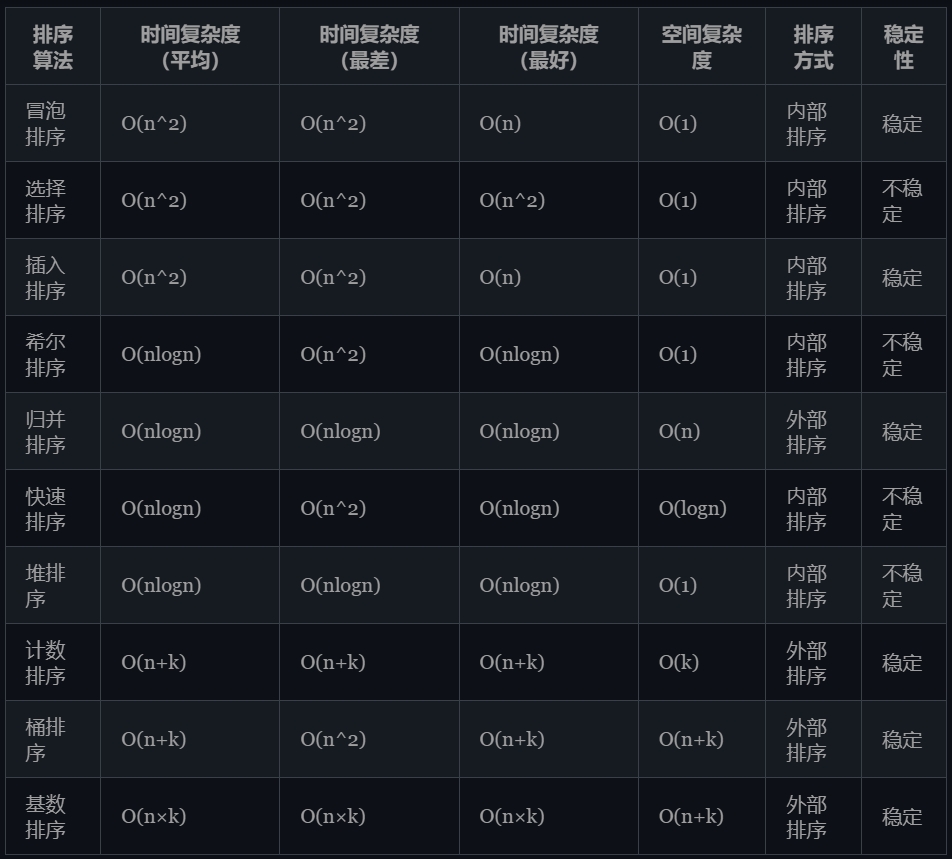 排序算法 时间复杂度（平均） 时间复杂度（最差） 时间复杂度（最好） 空间复杂度 排序方式 稳定性
冒泡排序 O(n^2) O(n^2) O(n) O(1) 内部排序 稳定
选择排序 O(n^2) O(n^2) O(n^2) O(1) 内部排序 不稳定
插入排序 O(n^2) O(n^2) O(n) O(1) 内部排序 稳定
希尔排序 O(nlogn) O(n^2) O(nlogn) O(1) 内部排序 不稳定
归并排序 O(nlogn) O(nlogn) O(nlogn) O(n) 外部排序 稳定
快速排序 O(nlogn) O(n^2) O(nlogn) O(logn) 内部排序 不稳定
堆排序 O(nlogn) O(nlogn) O(nlogn) O(1) 内部排序 不稳定
计数排序 O(n+k) O(n+k) O(n+k) O(k) 外部排序 稳定
桶排序 O(n+k) O(n^2) O(n+k) O(n+k) 外部排序 稳定
基数排序 O(n×k) O(n×k) O(n×k) O(n+k) 外部排序 稳定